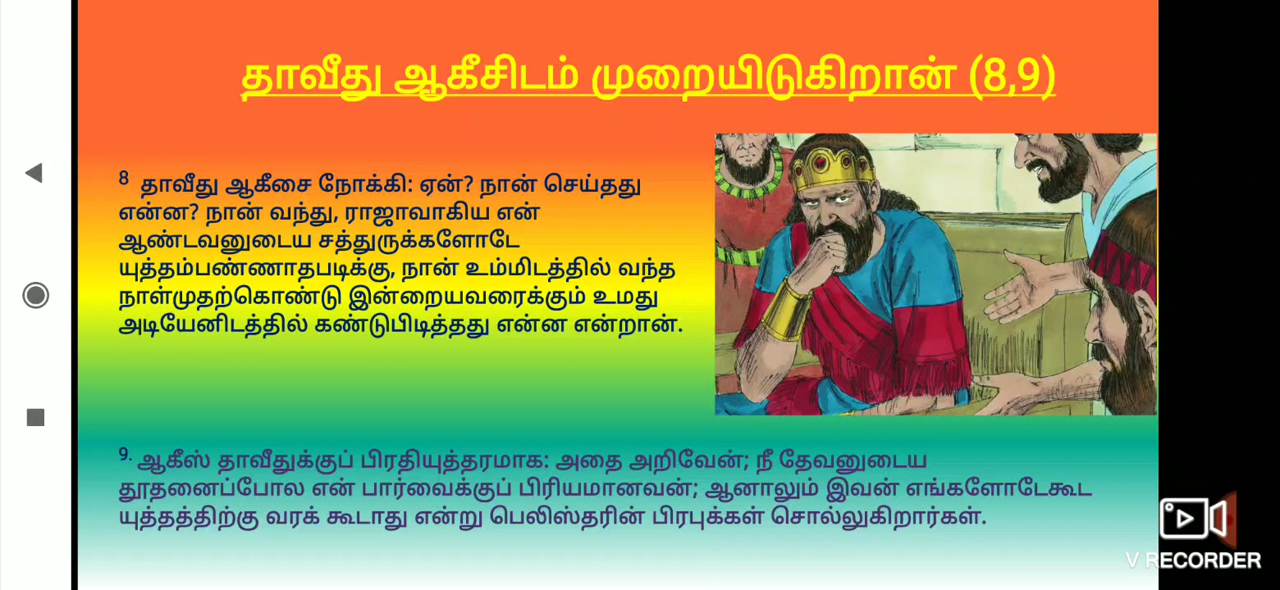 தாவீது ஆகீசிடம் முறையிடுகிறான் (8,9)
8 தாவீது ஆகீசை நோக்கி: ஏன்? நான் செய்தது
என்ன? நான் வந்து, ராஜாவாகிய என்
ஆண்டவனுடைய சத்துருக்களோடே
யுத்தம்பண்ணாதபடிக்கு, நான் உம்மிடத்தில் வந்த
நாள்முதற்கொண்டு இன்றையவரைக்கும் உமது
அடியேனிடத்தில் கண்டுபிடித்தது என்ன என்றான்.
9. ஆகீஸ் தாவீதுக்குப் பிரதியுத்தரமாக: அதை அறிவேன்; நீ தேவனுடைய
தூதனைப்போல என் பார்வைக்குப் பிரியமானவன்; ஆனாலும் இவன் எங்களோடேகூட
யுத்தத்திற்கு வரக் கூடாது என்று பெலிஸ்தரின் பிரபுக்கள் சொல்லுகிறார்கள்.
V RECORDER